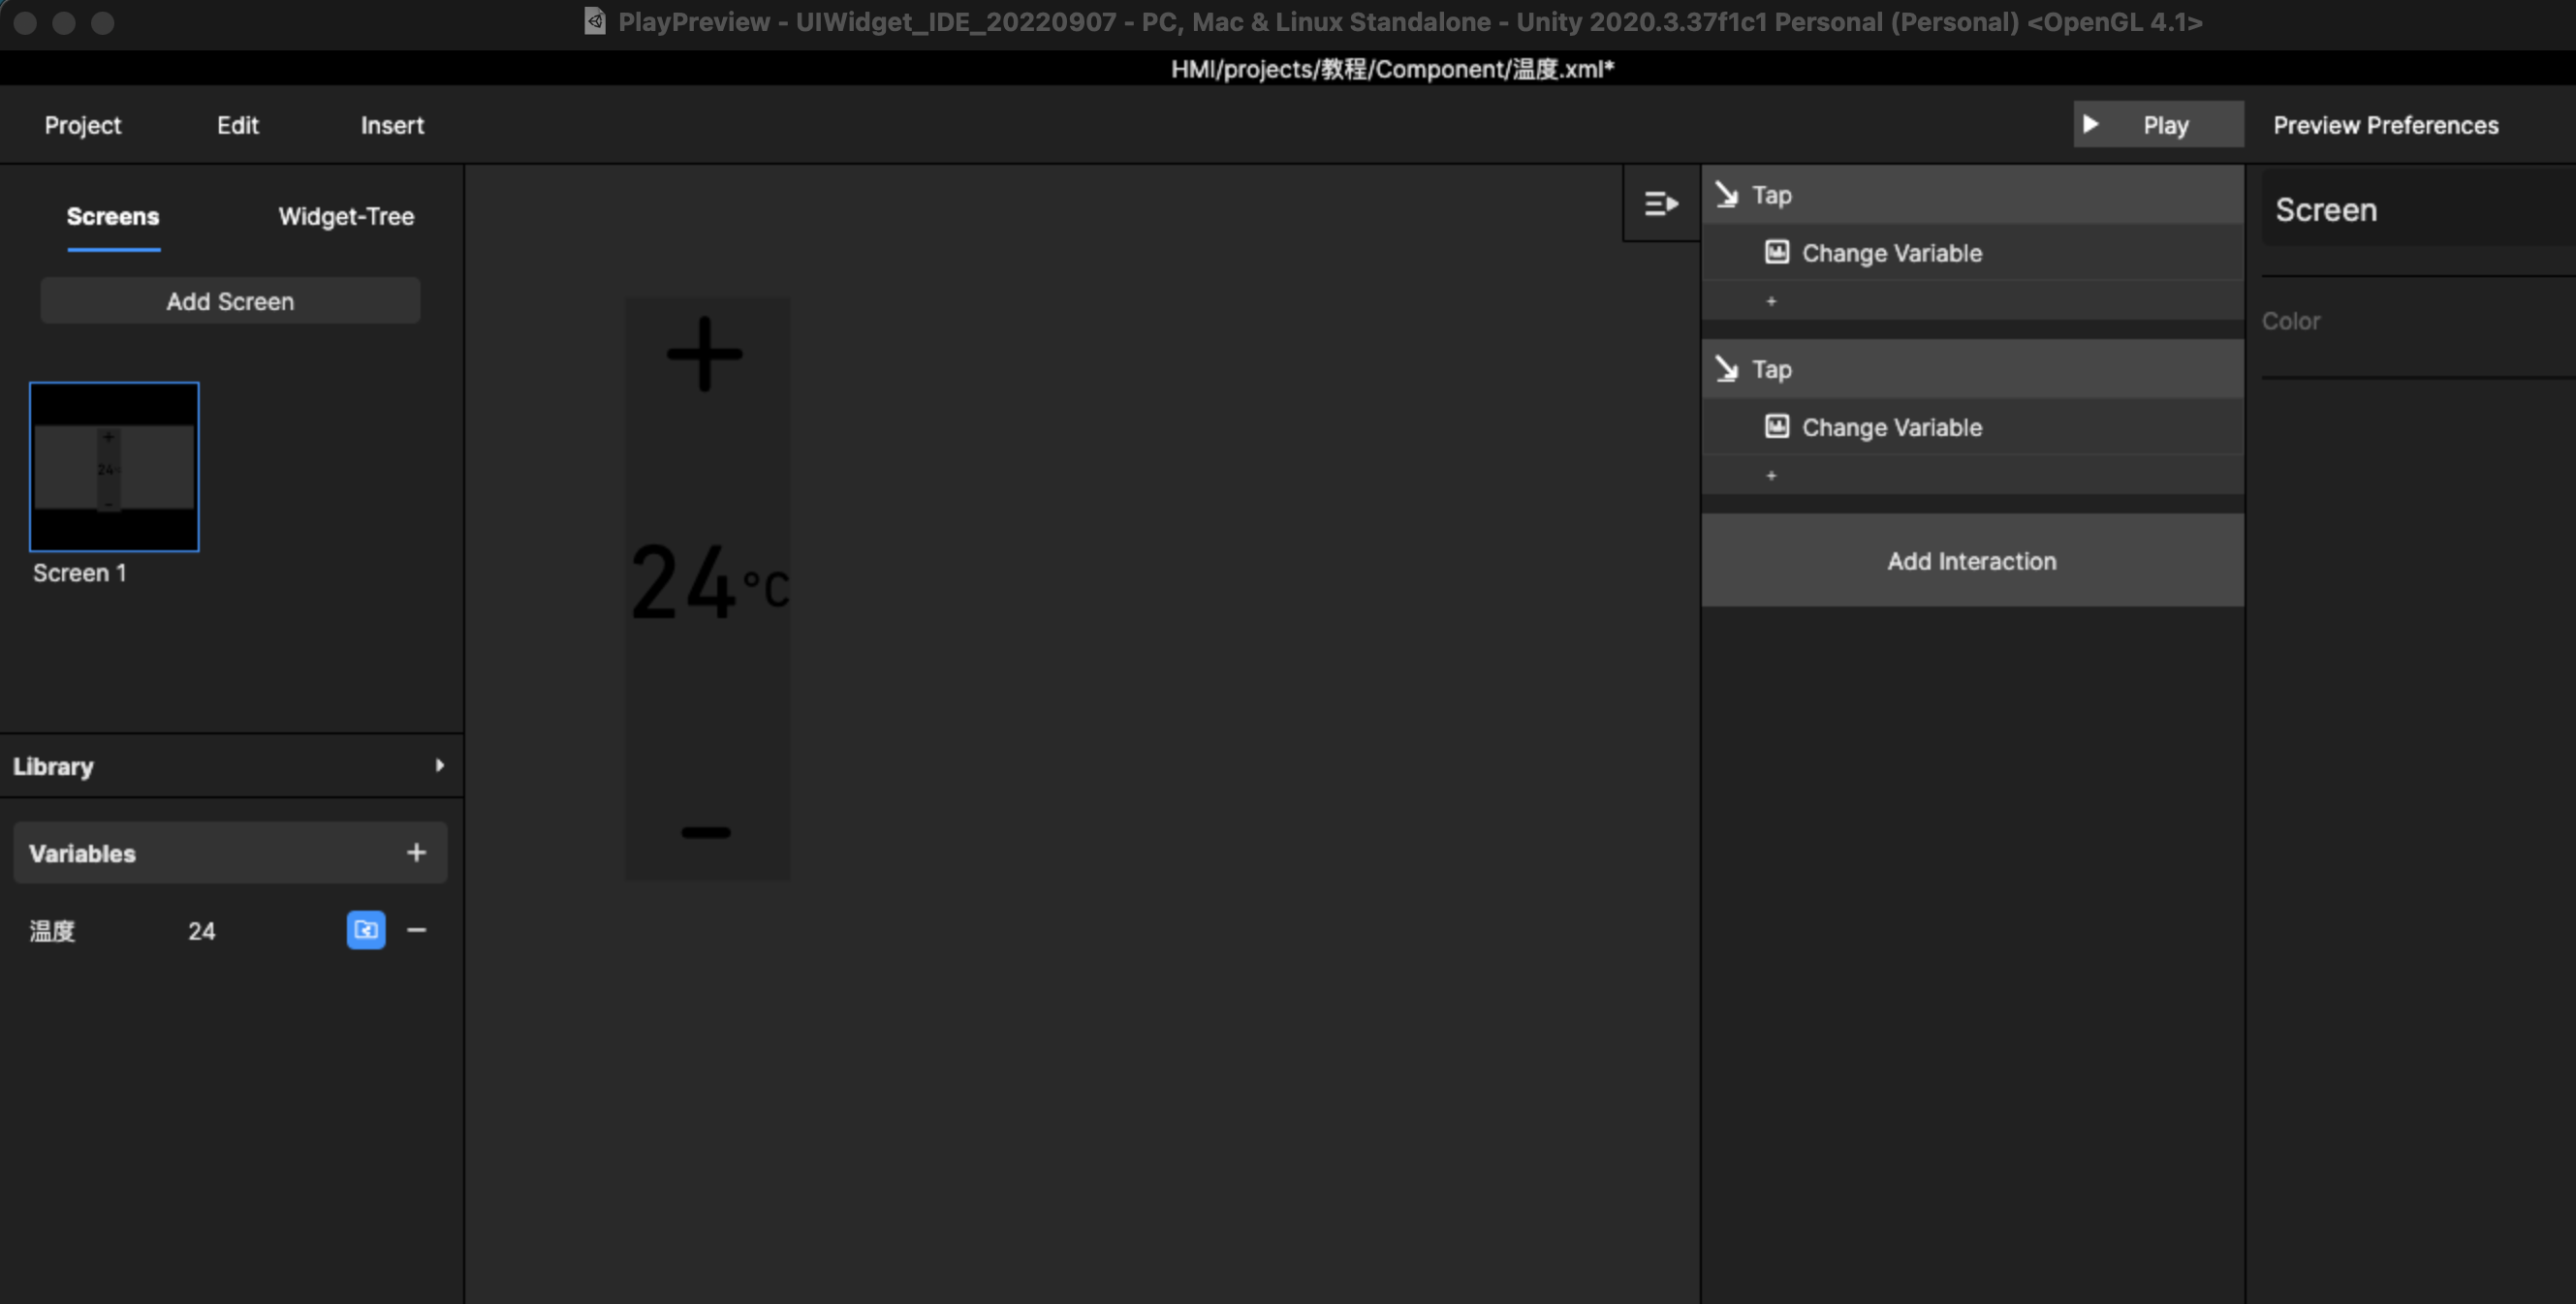 PlayPreview - UIWidget_IDE_20220907 - PC, Mac & Linux Standalone - Unity 2020.3.37f1c1 Personal (Personal) <OpenGL 4.1>
HMI/projects/教程/Component/温度.xml*
Project Edit Insert Play Preview Preferences
Screens Widget-Tree
Add Screen
24
Screen 1
Library
Variables +
温度 24
+
24°C
Tap
Change Variable
+
Tap
Change Variable
+
Add Interaction
Screen
Color